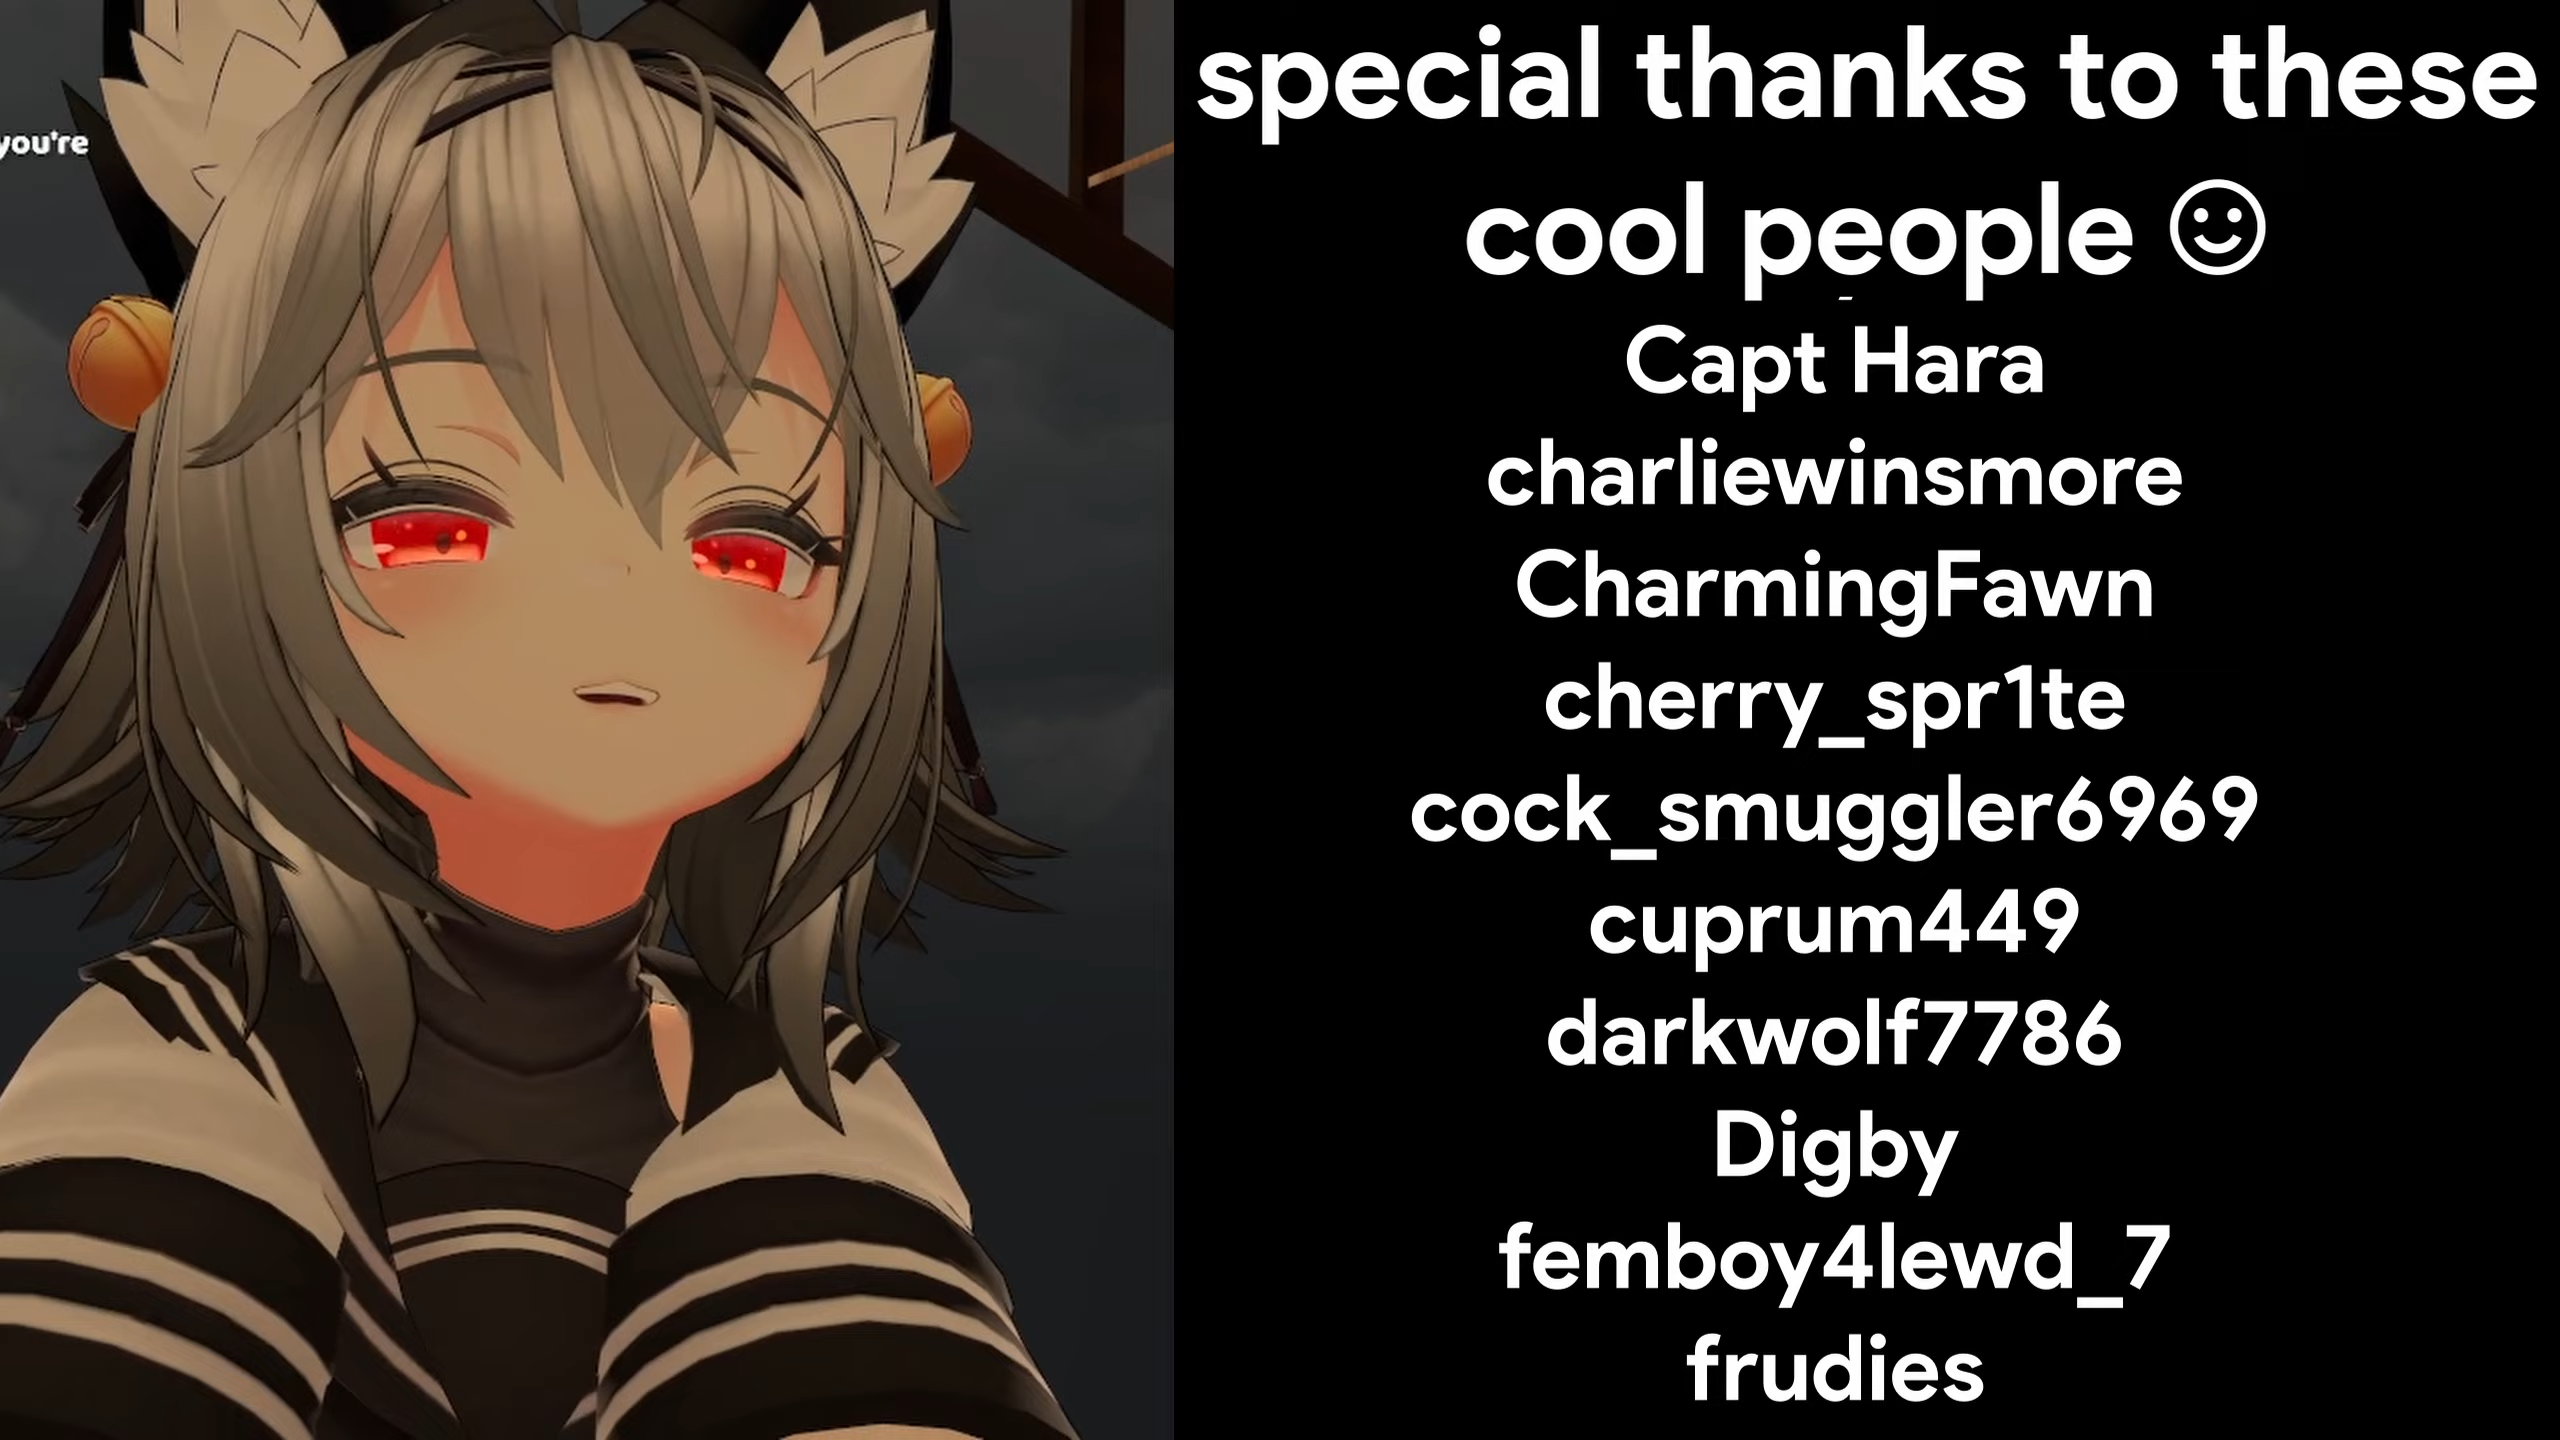 you're
special thanks to these
cool people ☺
Capt Hara
charliewinsmore
CharmingFawn
cherry_spr1te
cock_smuggler6969
cuprum449
darkwolf7786
Digby
femboy4lewd_7
frudies